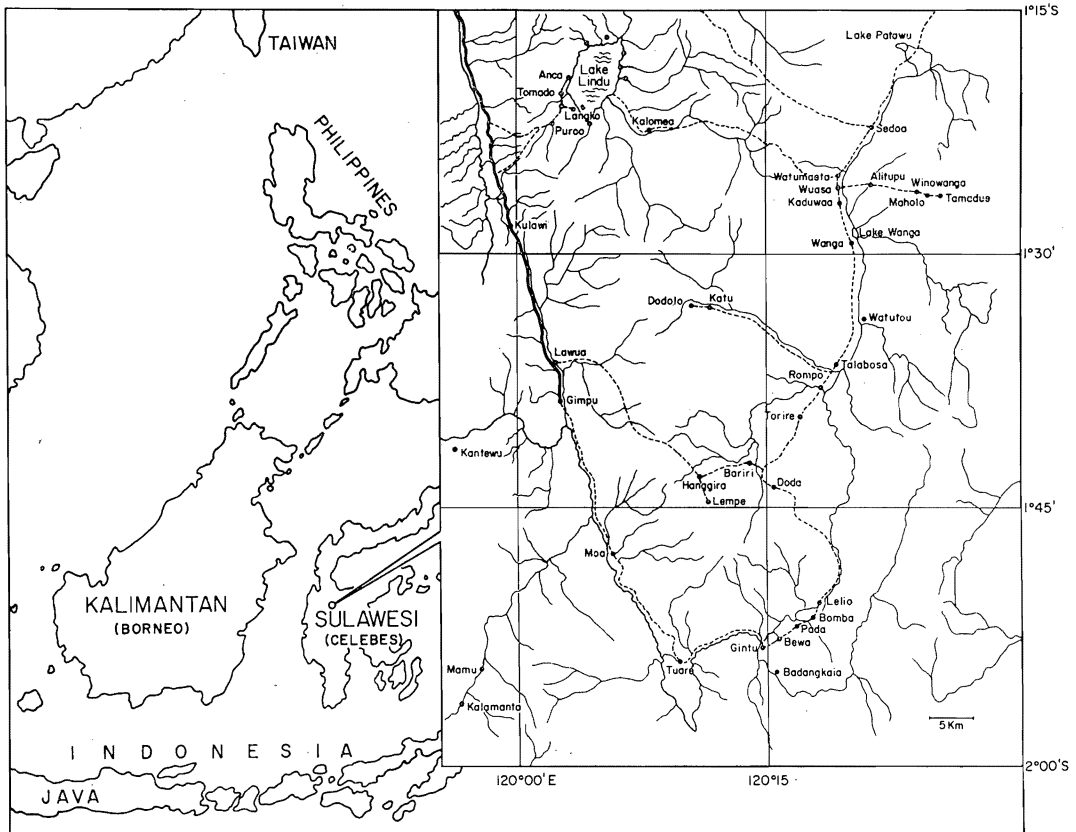 TAIWAN
PHILIPPINES
KALIMANTAN
(BORNEO)
SULAWESI
(CELEBES)
INDONESIA
JAVA
1°15'S
Lake Patawu
Lake
Lindu
Anca
Tomado
Langko
Puroo
Kalomea
Sedoa
Watumaeta
Wuasa
Kaduwaa
Alitupu
Winowanga
Maholo
Tamadue
Kulawi
Lake Wanga
Wanga
1°30
Dodolo
Katu
Watutou
Lawua
Talabosa
Rompo
Gimpu
Torire
Kantewu
Bariri
Hanggira
Doda
Lempe
1°45
Moa
Lelio
Bomba
Pada
Bewa
Gintu
Tuare
Badangkaia
Mamu
Kalamanta
5 Km
2°00'S
120°00'E
120°15